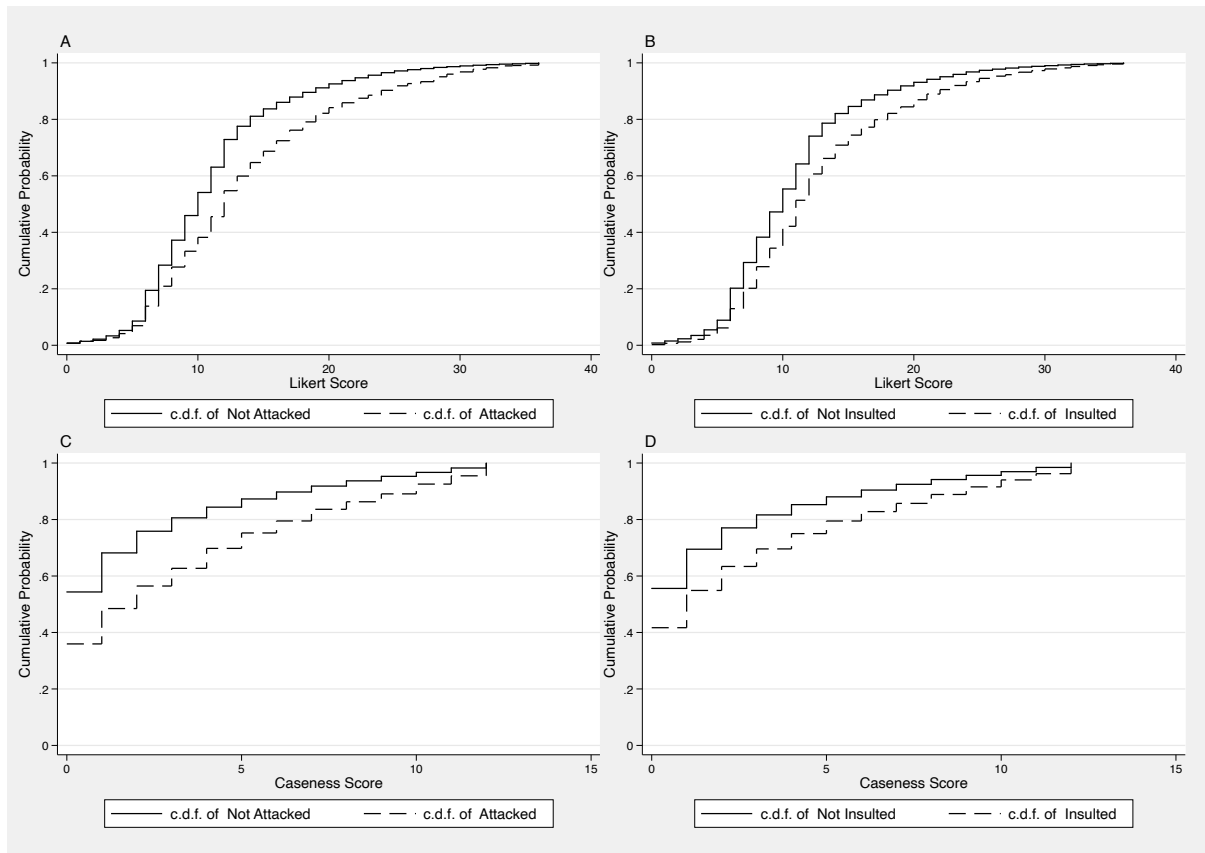 A
Cumulative Probability
1
.8
.6
.4
.2
0
0 10 20 30 40
Likert Score
c.d.f. of Not Attacked c.d.f. of Attacked
B
Cumulative Probability
1
.8
.6
.4
.2
0
0 10 20 30 40
Likert Score
c.d.f. of Not Insulted c.d.f. of Insulted
C
Cumulative Probability
1
.8
.6
.4
.2
0
0 5 10 15
Caseness Score
c.d.f. of Not Attacked c.d.f. of Attacked
D
Cumulative Probability
1
.8
.6
.4
.2
0
0 5 10 15
Caseness Score
c.d.f. of Not Insulted c.d.f. of Insulted